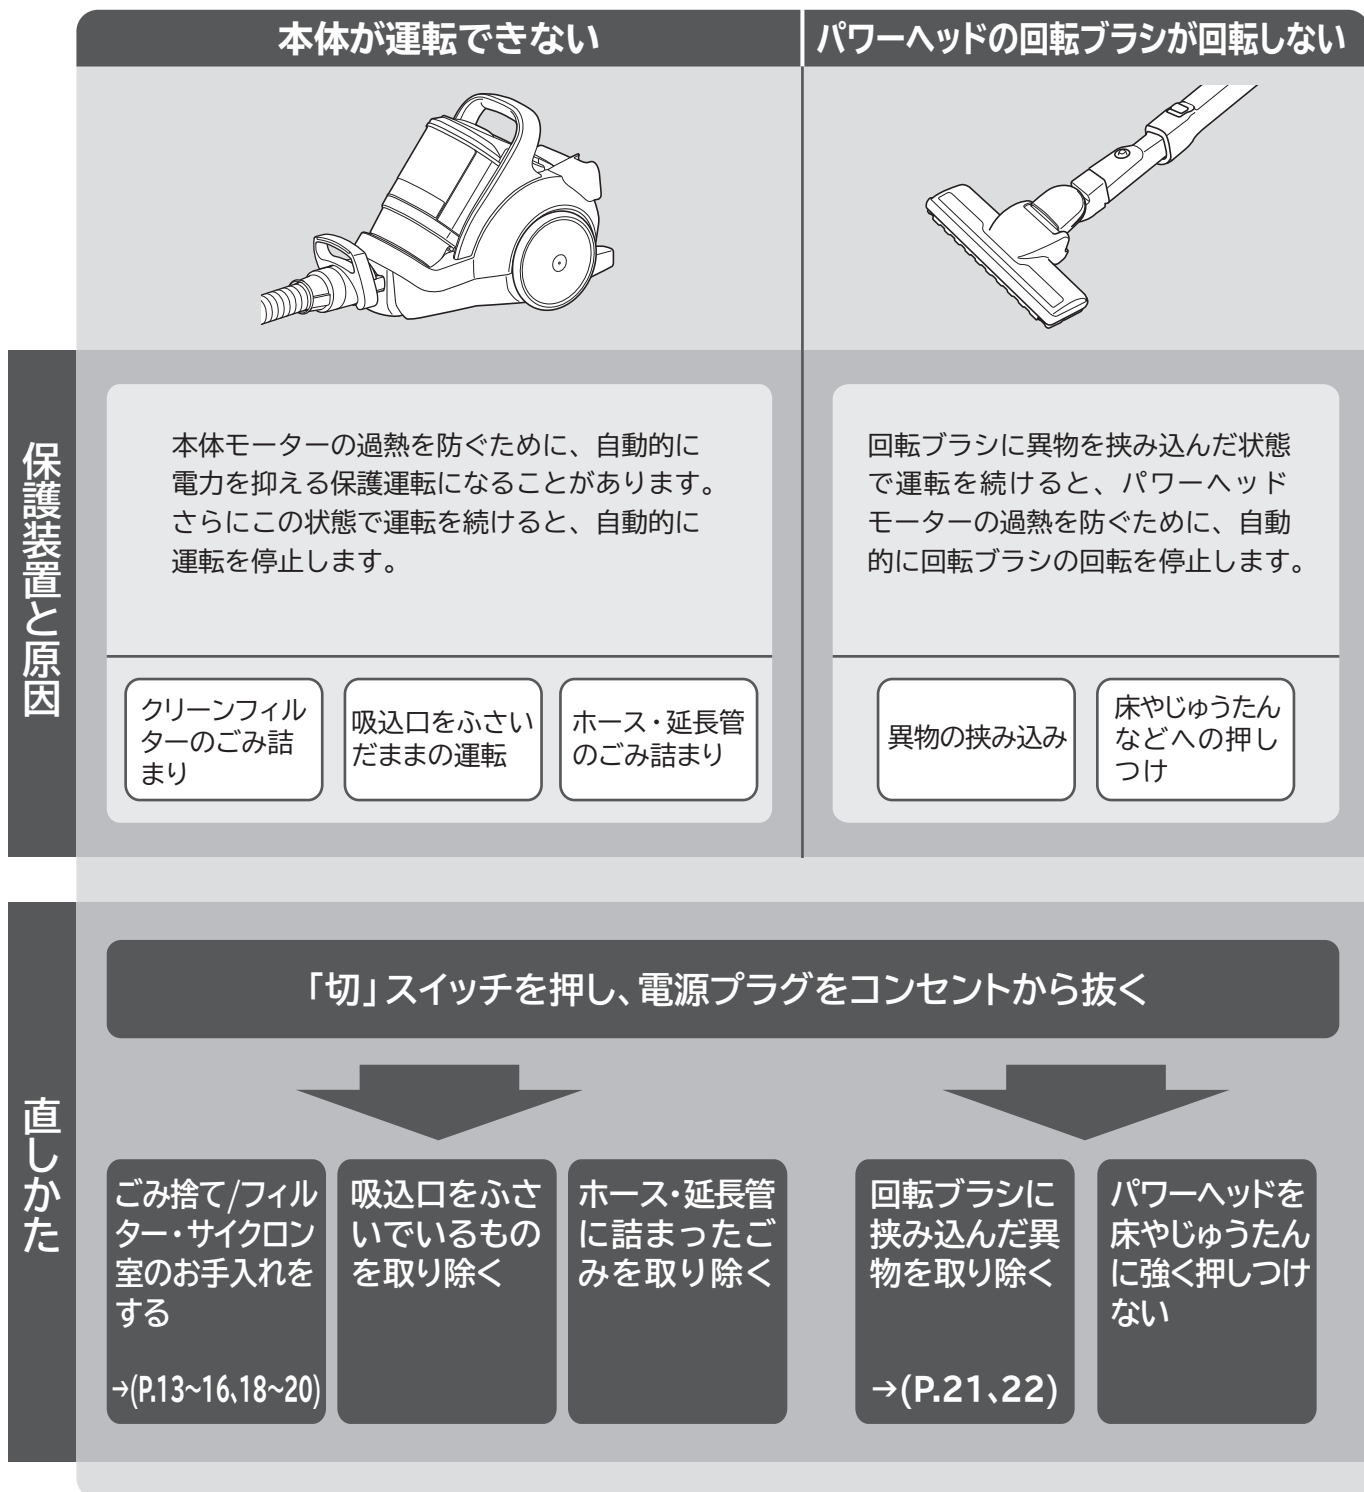 本体が運転できない
パワーヘッドの回転ブラシが回転しない
保護装置と原因
本体モーターの過熱を防ぐために、自動的に
電力を抑える保護運転になることがあります。
さらにこの状態で運転を続けると、自動的に
運転を停止します。
クリーンフィル
ターのごみ詰
まり
吸込口をふさい
だままの運転
ホース・延長管
のごみ詰まり
回転ブラシに異物を挟み込んだ状態
で運転を続けると、パワーヘッド
モーターの過熱を防ぐために、自動
的に回転ブラシの回転を停止します。
異物の挟み込み
床やじゅうたん
などへの押し
つけ
直しかた
「切」スイッチを押し、電源プラグをコンセントから抜く
ごみ捨て/フィル
ター・サイクロン
室のお手入れを
する
→(P.13~16、18~20)
吸込口をふさ
いでいるもの
を取り除く
ホース・延長管
に詰まったご
みを取り除く
回転ブラシに
挟み込んだ異
物を取り除く
→(P.21、22)
パワーヘッドを
床やじゅうたん
に強く押しつけ
ない